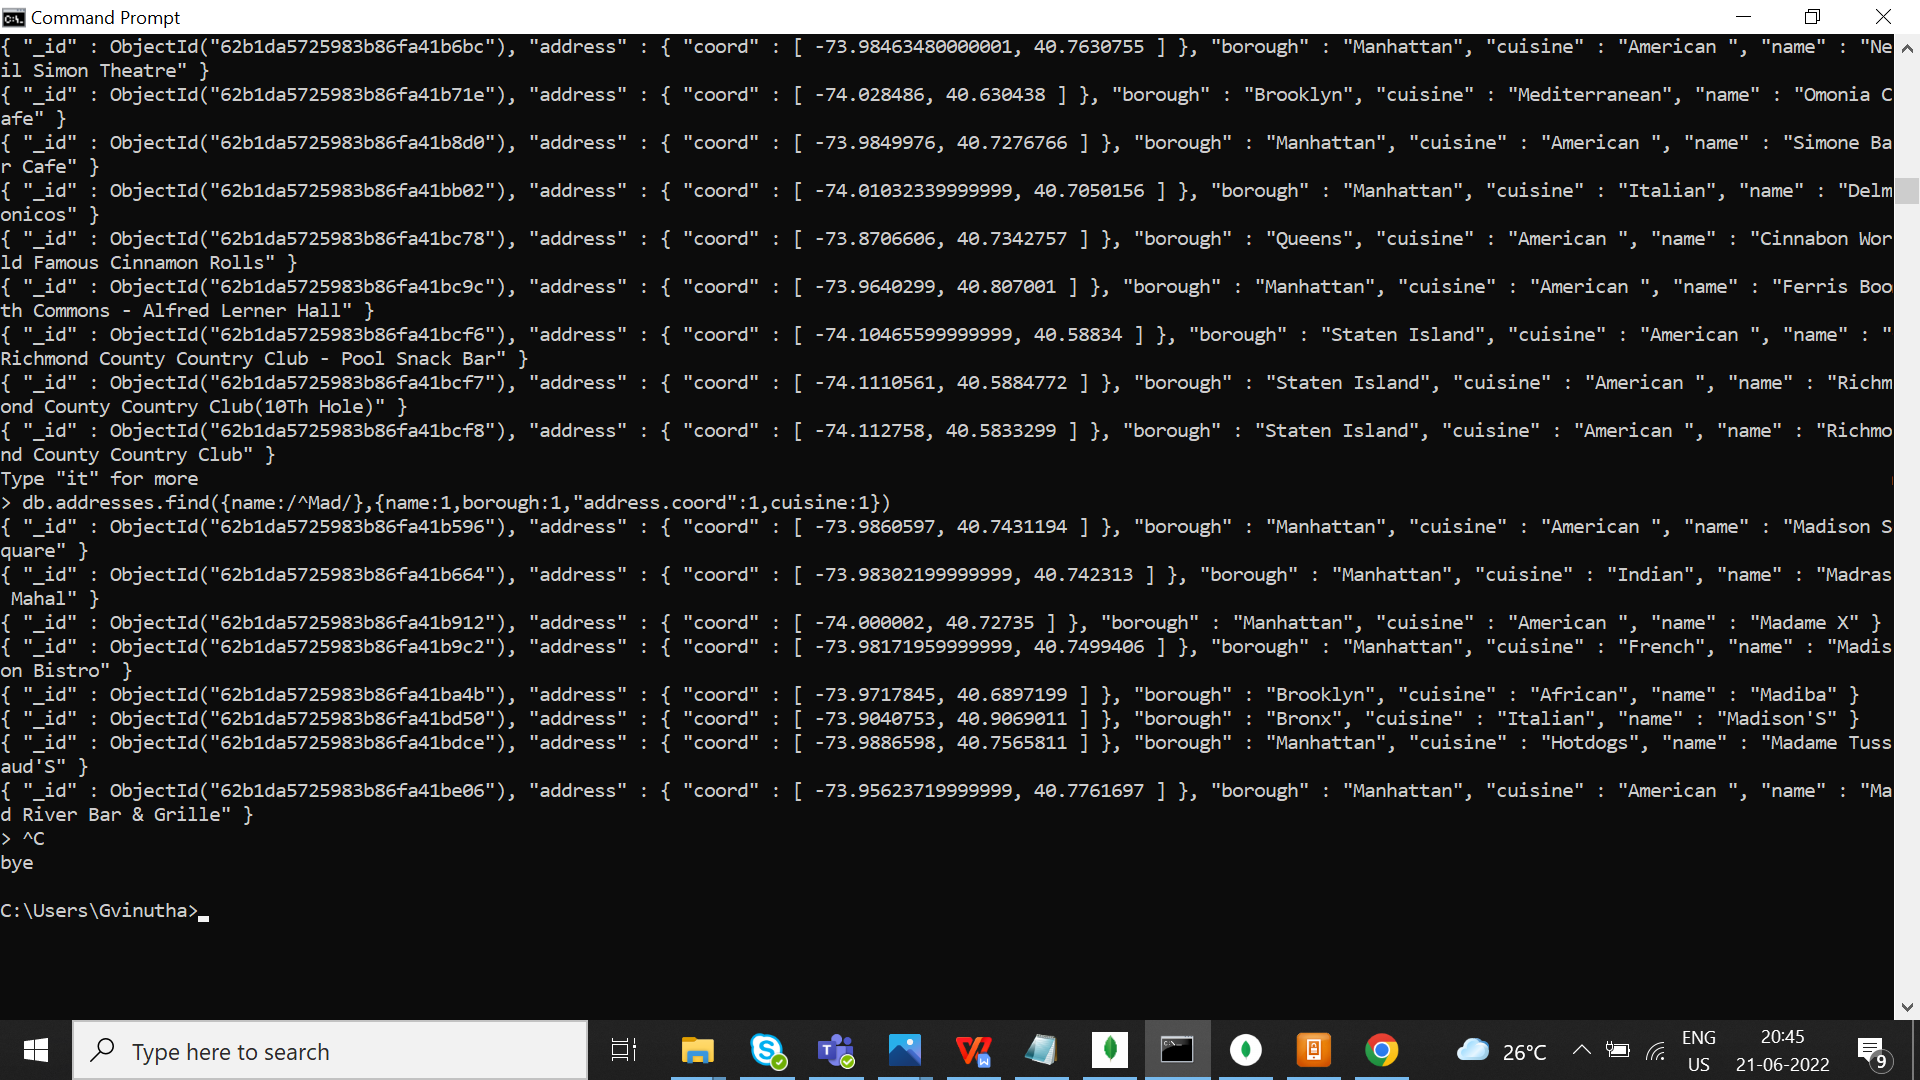 Command Prompt
{ "_id" : ObjectId("62b1da5725983b86fa41b6bc"), "address" : { "coord" : [ -73.98463480000001, 40.7630755 ] }, "borough" : "Manhattan", "cuisine" : "American ", "name" : "Ne
il Simon Theatre" }
{ "_id" : ObjectId("62b1da5725983b86fa41b71e"), "address" : { "coord" : [ -74.028486, 40.630438 ] }, "borough" : "Brooklyn", "cuisine" : "Mediterranean", "name" : "Omonia C
afe" }
{ "_id" : ObjectId("62b1da5725983b86fa41b8d0"), "address" : { "coord" : [ -73.9849976, 40.7276766 ] }, "borough" : "Manhattan", "cuisine" : "American ", "name" : "Simone Ba
r Cafe" }
{ "_id" : ObjectId("62b1da5725983b86fa41bb02"), "address" : { "coord" : [ -74.01032339999999, 40.7050156 ] }, "borough" : "Manhattan", "cuisine" : "Italian", "name" : "Delm
onicos" }
{ "_id" : ObjectId("62b1da5725983b86fa41bc78"), "address" : { "coord" : [ -73.8706606, 40.7342757 ] }, "borough" : "Queens", "cuisine" : "American ", "name" : "Cinnabon Wor
ld Famous Cinnamon Rolls" }
{ "_id" : ObjectId("62b1da5725983b86fa41bc9c"), "address" : { "coord" : [ -73.9640299, 40.807001 ] }, "borough" : "Manhattan", "cuisine" : "American ", "name" : "Ferris Boo
th Commons - Alfred Lerner Hall" }
{ "_id" : ObjectId("62b1da5725983b86fa41bcf6"), "address" : { "coord" : [ -74.10465599999999, 40.58834 ] }, "borough" : "Staten Island", "cuisine" : "American ", "name" : "
Richmond County Country Club - Pool Snack Bar" }
{ "_id" : ObjectId("62b1da5725983b86fa41bcf7"), "address" : { "coord" : [ -74.1110561, 40.5884772 ] }, "borough" : "Staten Island", "cuisine" : "American ", "name" : "Richm
ond County Country Club(10Th Hole)" }
{ "_id" : ObjectId("62b1da5725983b86fa41bcf8"), "address" : { "coord" : [ -74.112758, 40.5833299 ] }, "borough" : "Staten Island", "cuisine" : "American ", "name" : "Richmo
nd County Country Club" }
Type "it" for more
> db.addresses.find({name:/^Mad/},{name:1,borough:1,"address.coord":1,cuisine:1})
{ "_id" : ObjectId("62b1da5725983b86fa41b596"), "address" : { "coord" : [ -73.9860597, 40.7431194 ] }, "borough" : "Manhattan", "cuisine" : "American ", "name" : "Madison S
quare" }
{ "_id" : ObjectId("62b1da5725983b86fa41b664"), "address" : { "coord" : [ -73.98302199999999, 40.742313 ] }, "borough" : "Manhattan", "cuisine" : "Indian", "name" : "Madras
 Mahal" }
{ "_id" : ObjectId("62b1da5725983b86fa41b912"), "address" : { "coord" : [ -74.000002, 40.72735 ] }, "borough" : "Manhattan", "cuisine" : "American ", "name" : "Madame X" }
{ "_id" : ObjectId("62b1da5725983b86fa41b9c2"), "address" : { "coord" : [ -73.98171959999999, 40.7499406 ] }, "borough" : "Manhattan", "cuisine" : "French", "name" : "Madis
on Bistro" }
{ "_id" : ObjectId("62b1da5725983b86fa41ba4b"), "address" : { "coord" : [ -73.9717845, 40.6897199 ] }, "borough" : "Brooklyn", "cuisine" : "African", "name" : "Madiba" }
{ "_id" : ObjectId("62b1da5725983b86fa41bd50"), "address" : { "coord" : [ -73.9040753, 40.9069011 ] }, "borough" : "Bronx", "cuisine" : "Italian", "name" : "Madison'S" }
{ "_id" : ObjectId("62b1da5725983b86fa41bdce"), "address" : { "coord" : [ -73.9886598, 40.7565811 ] }, "borough" : "Manhattan", "cuisine" : "Hotdogs", "name" : "Madame Tuss
aud'S" }
{ "_id" : ObjectId("62b1da5725983b86fa41be06"), "address" : { "coord" : [ -73.95623719999999, 40.7761697 ] }, "borough" : "Manhattan", "cuisine" : "American ", "name" : "Ma
d River Bar & Grille" }
> ^C
bye
C:\Users\Gvinutha>
Type here to search
26°C
ENG
US
20:45
21-06-2022
9